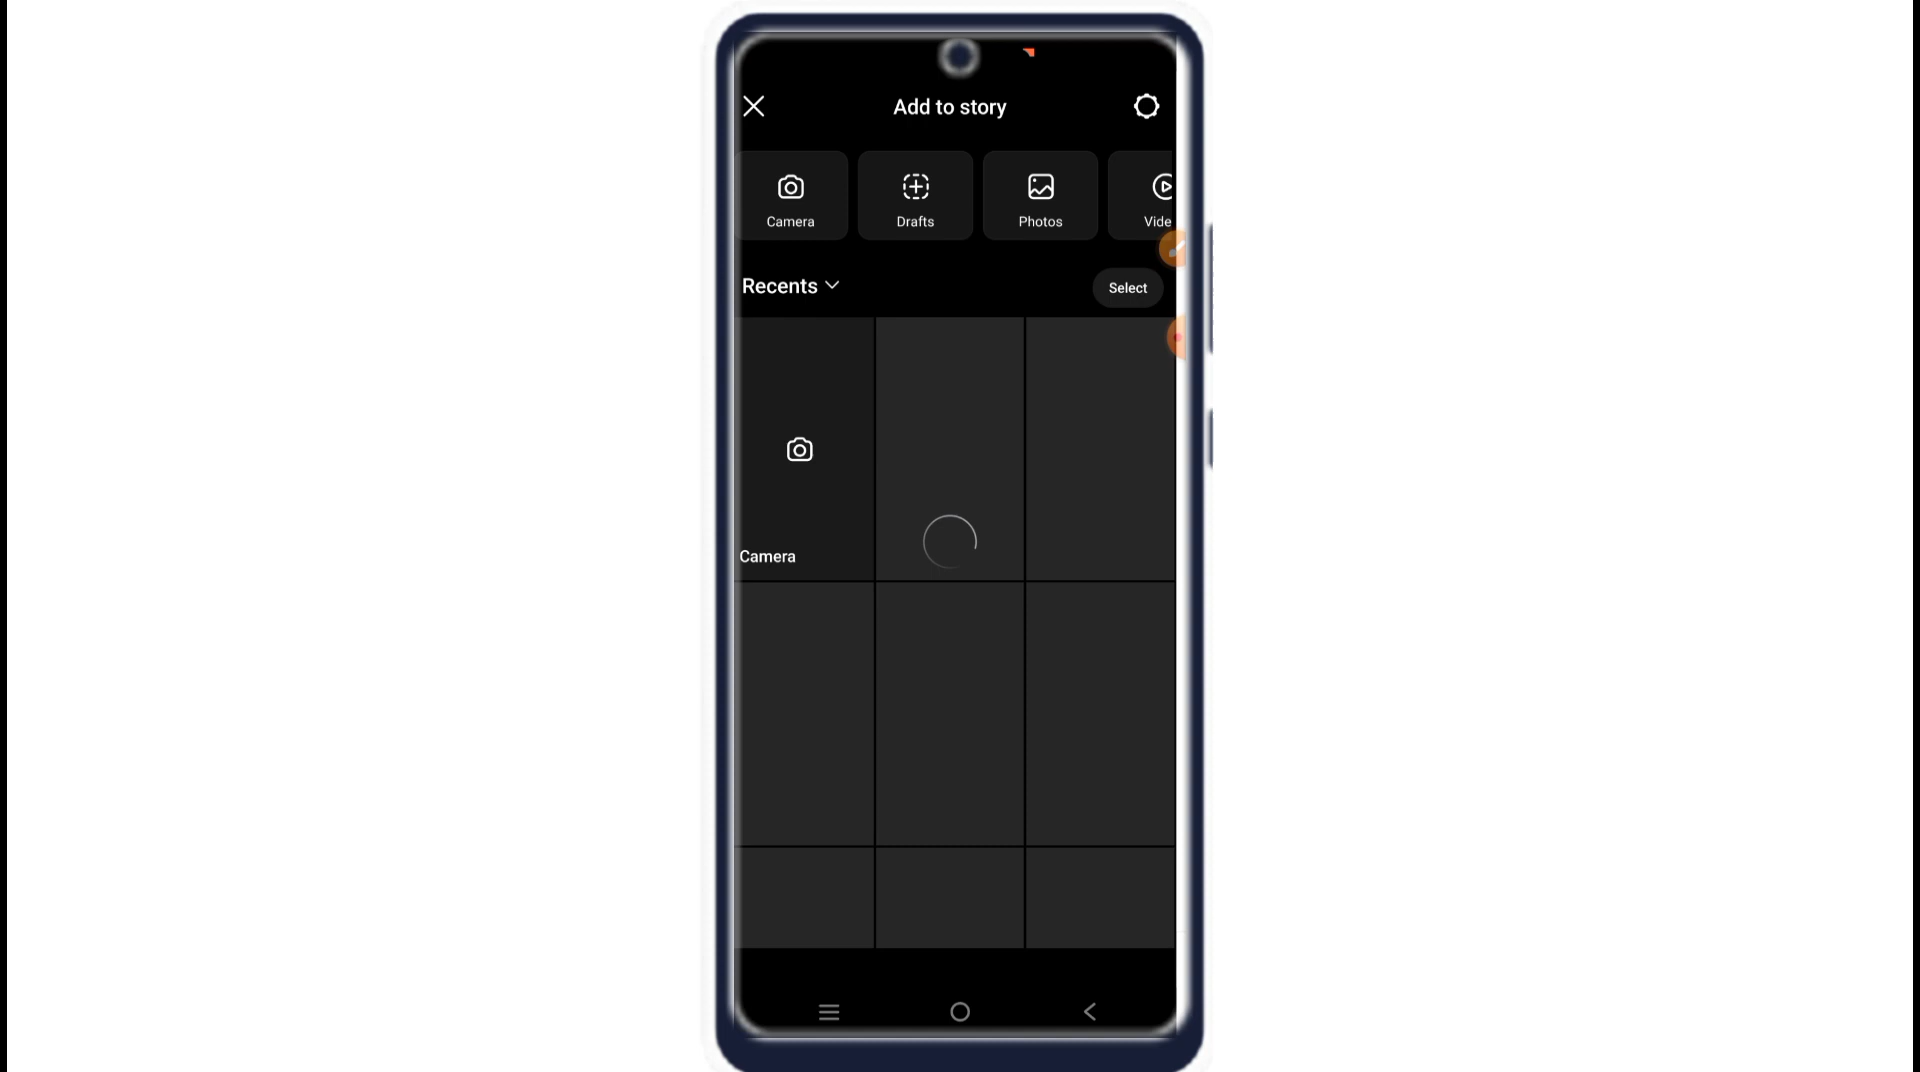 Add to story
Camera
Drafts
Photos
Vide
Recents
Select
Camera